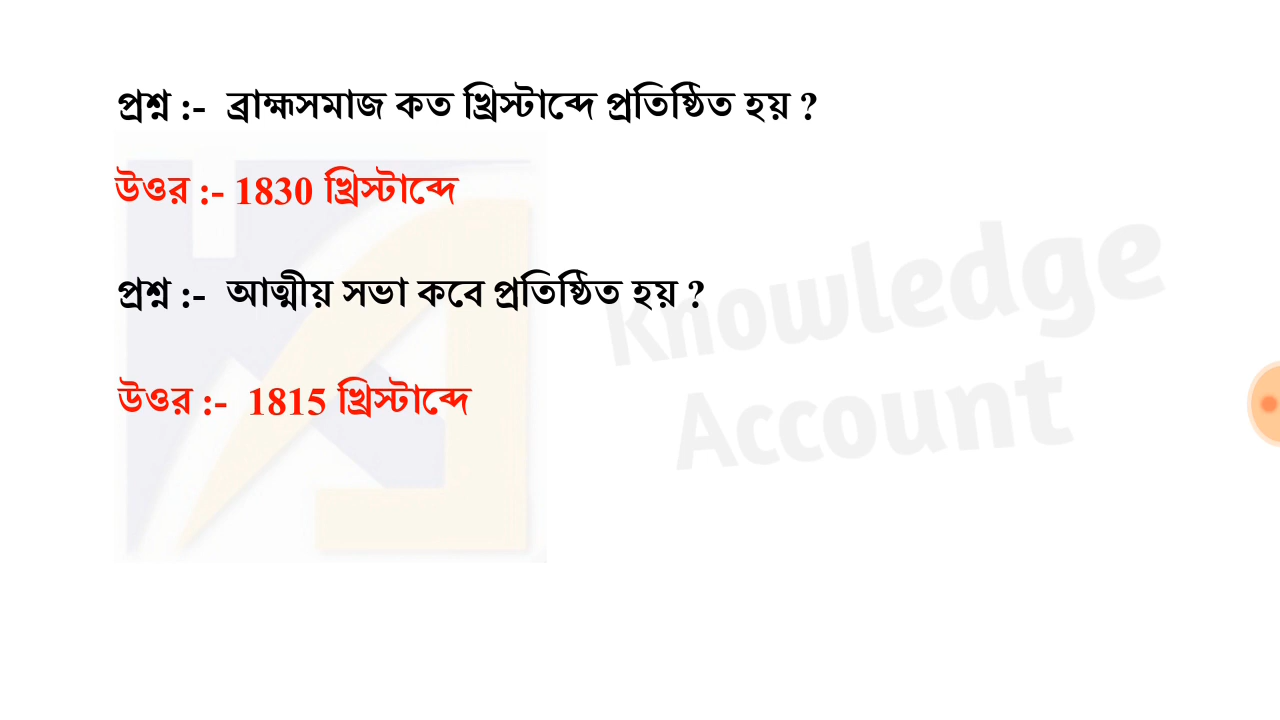 প্রশ্ন :- ব্রাহ্মসমাজ কত খ্রিস্টাব্দে প্রতিষ্ঠিত হয় ?
উওর :- 1830 খ্রিস্টাব্দে
প্রশ্ন :- আত্মীয় সভা কবে প্রতিষ্ঠিত হয় ?
উওর :- 1815 খ্রিস্টাব্দে
Knowledge
Account